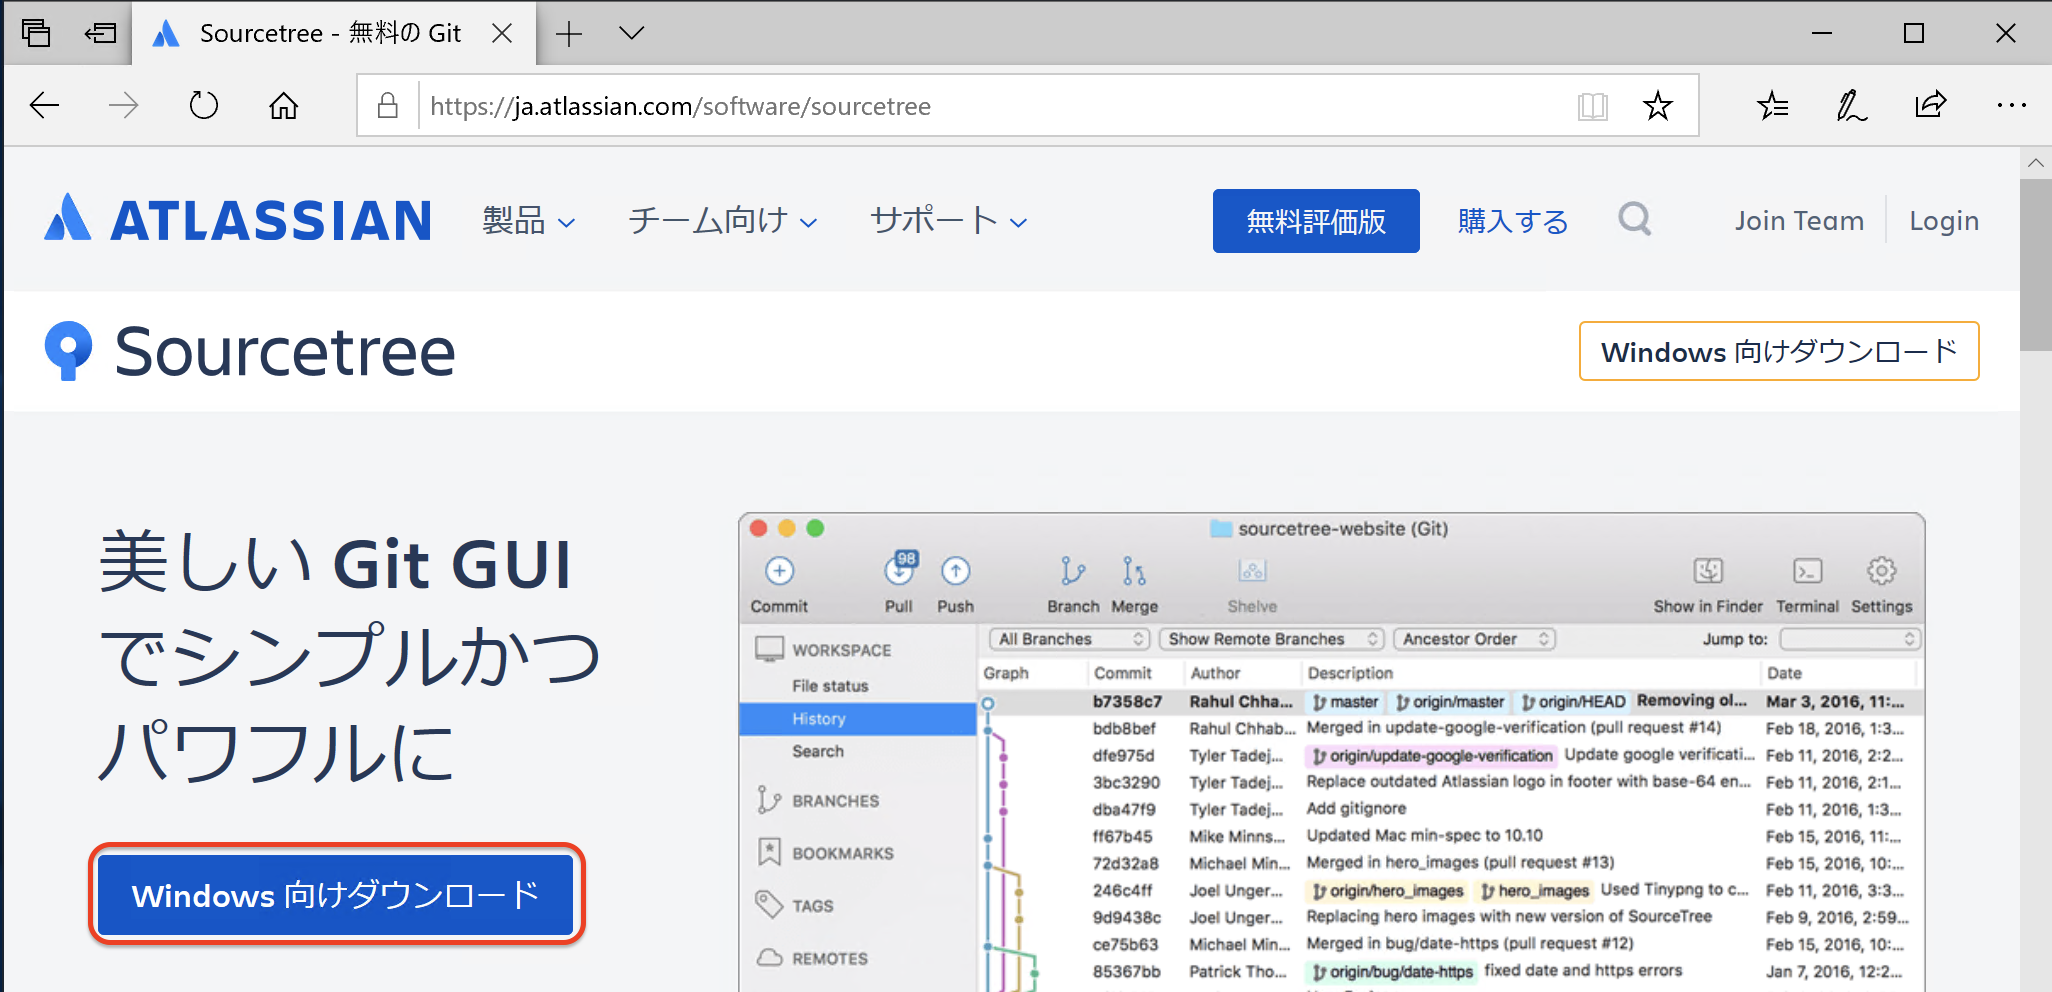 Sourcetree - 無料の Git
https://ja.atlassian.com/software/sourcetree
ATLASSIAN 製品 チーム向け サポート 無料評価版 購入する Join Team Login
Sourcetree
Windows 向けダウンロード
美しい Git GUI
でシンプルかつ
パワフルに
Windows 向けダウンロード
sourcetree-website (Git)
98
Commit Pull Push Branch Merge Shelve Show in Finder Terminal Settings
All Branches Show Remote Branches Ancestor Order Jump to:
WORKSPACE
File status
History
Search
BRANCHES
BOOKMARKS
TAGS
REMOTES
Graph Commit Author Description Date
b7358c7 Rahul Chha... master origin/master origin/HEAD Removing ol... Mar 3, 2016, 11:...
bdb8bef Rahul Chhab... Merged in update-google-verification (pull request #14) Feb 18, 2016, 1:3...
dfe975d Tyler Tadej... origin/update-google-verification Update google verificati... Feb 11, 2016, 2:2...
3bc3290 Tyler Tadej... Replace outdated Atlassian logo in footer with base-64 en... Feb 11, 2016, 2:1...
dba47f9 Tyler Tadej... Add gitignore Feb 11, 2016, 1:3...
ff67b45 Mike Minns... Updated Mac min-spec to 10.10 Feb 15, 2016, 11:...
72d32a8 Michael Min... Merged in hero_images (pull request #13) Feb 15, 2016, 10:...
246c4ff Joel Unger... origin/hero_images hero_images Used Tinypng to c... Feb 11, 2016, 3:3...
9d9438c Joel Unger... Replacing hero images with new version of SourceTree Feb 9, 2016, 2:59...
ce75b63 Michael Min... Merged in bug/date-https (pull request #12) Feb 15, 2016, 10:...
85367bb Patrick Tho... origin/bug/date-https fixed date and https errors Jan 7, 2016, 12:2...